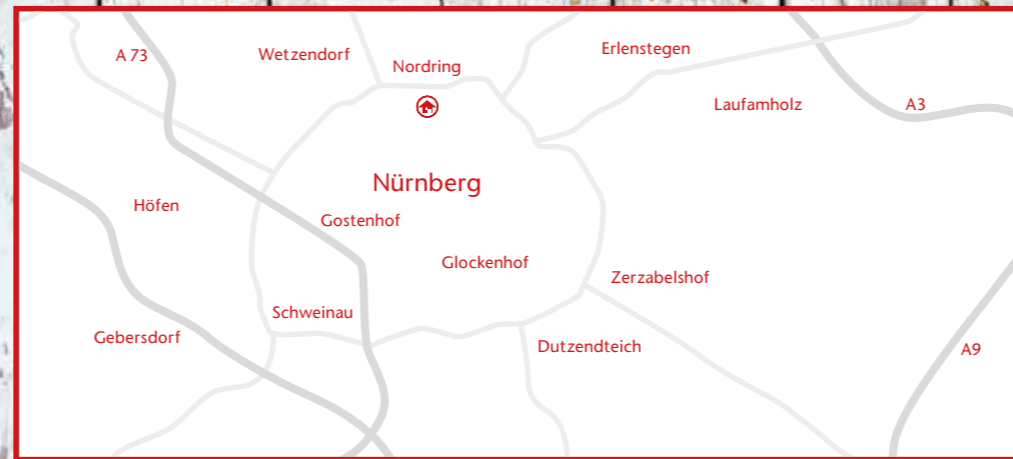 Erlenstegen
A 73
Wetzendorf
Nordring
Laufamholz
A3
Nürnberg
Höfen
Gostenhof
Glockenhof
Zerzabelshof
Schweinau
Gebersdorf
Dutzendteich
A9